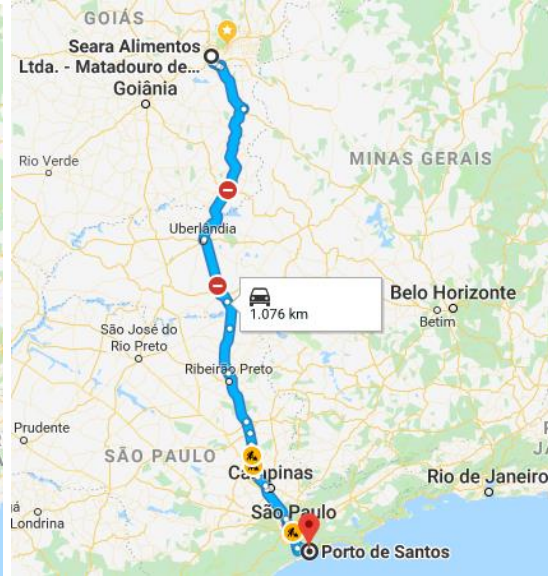 GOIÁS
Seara Alimentos
Ltda. - Matadouro de...
Goiânia
Rio Verde
MINAS GERAIS
Uberlândia
1.076 km
Belo Horizonte
Betim
São José do
Rio Preto
Ribeirão Preto
Prudente
SÃO PAULO
Campinas
Rio de Janeiro
Londrina
São Paulo
Porto de Santos